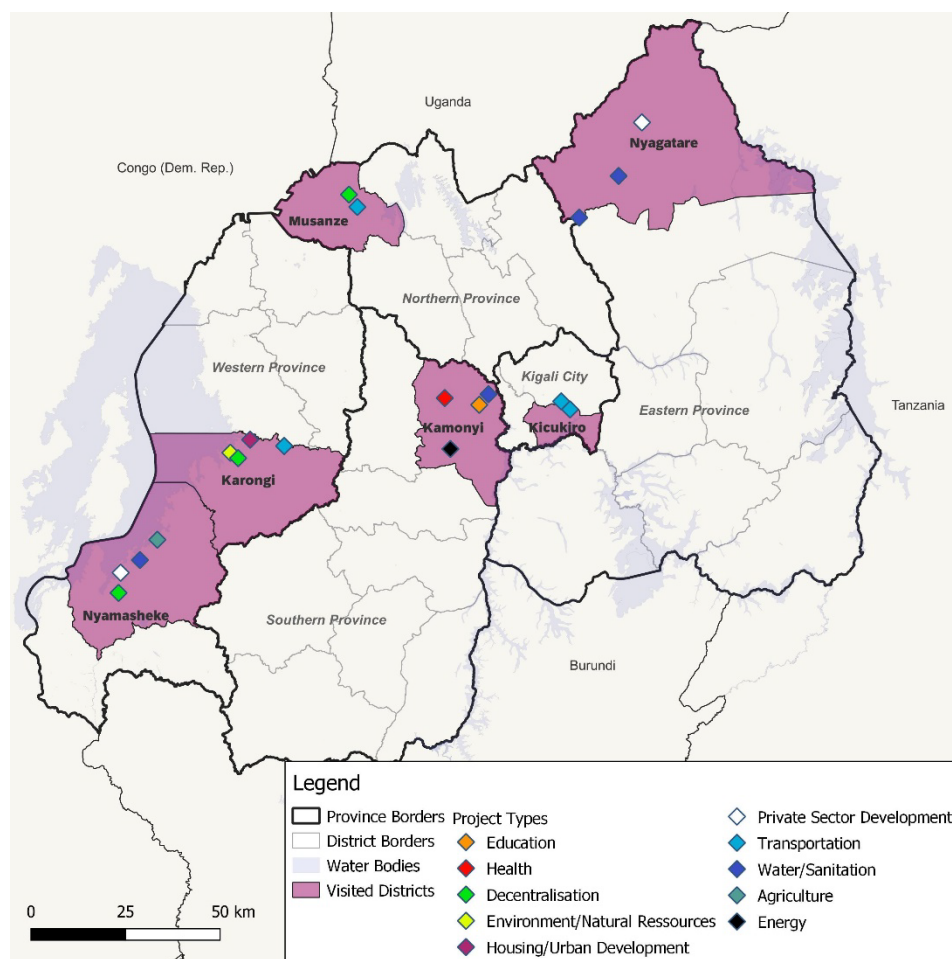 Uganda
Nyagatare
Congo (Dem. Rep.)
Musanze
Northern Province
Western Province
Kigali City
Tanzania
Eastern Province
Kamonyi
Kicukiro
Karongi
Nyamasheke
Southern Province
Burundi
Legend
Province Borders
District Borders
Water Bodies
Visited Districts
Project Types
Education
Health
Decentralisation
Environment/Natural Ressources
Housing/Urban Development
Private Sector Development
Transportation
Water/Sanitation
Agriculture
Energy
0 25 50 km